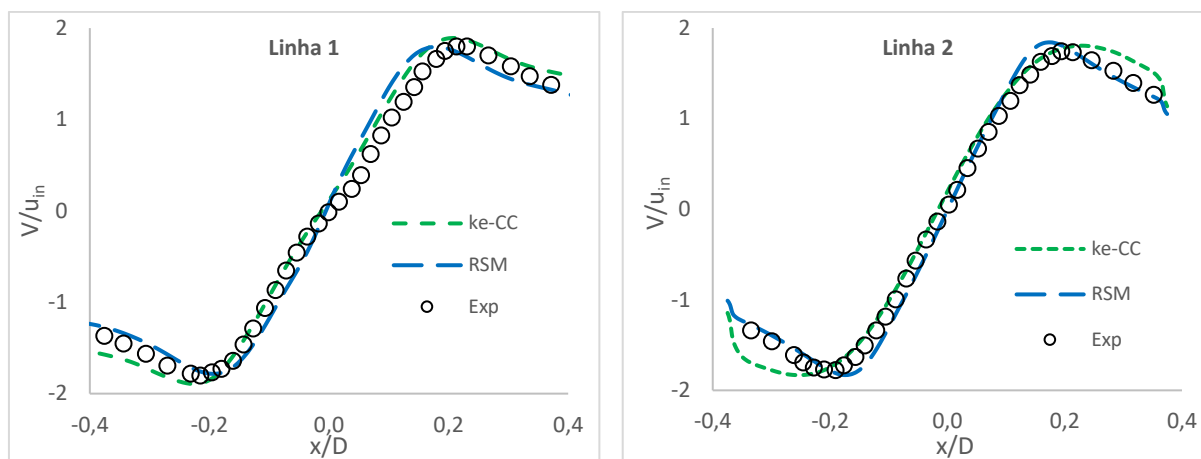 Linha 1
2
1
0
-1
-2
V/u_in
-0,4
-0,2
0,0
0,2
0,4
x/D
ke-CC
RSM
Exp
Linha 2
2
1
0
-1
-2
V/u_in
-0,4
-0,2
0,0
0,2
0,4
x/D
ke-CC
RSM
Exp